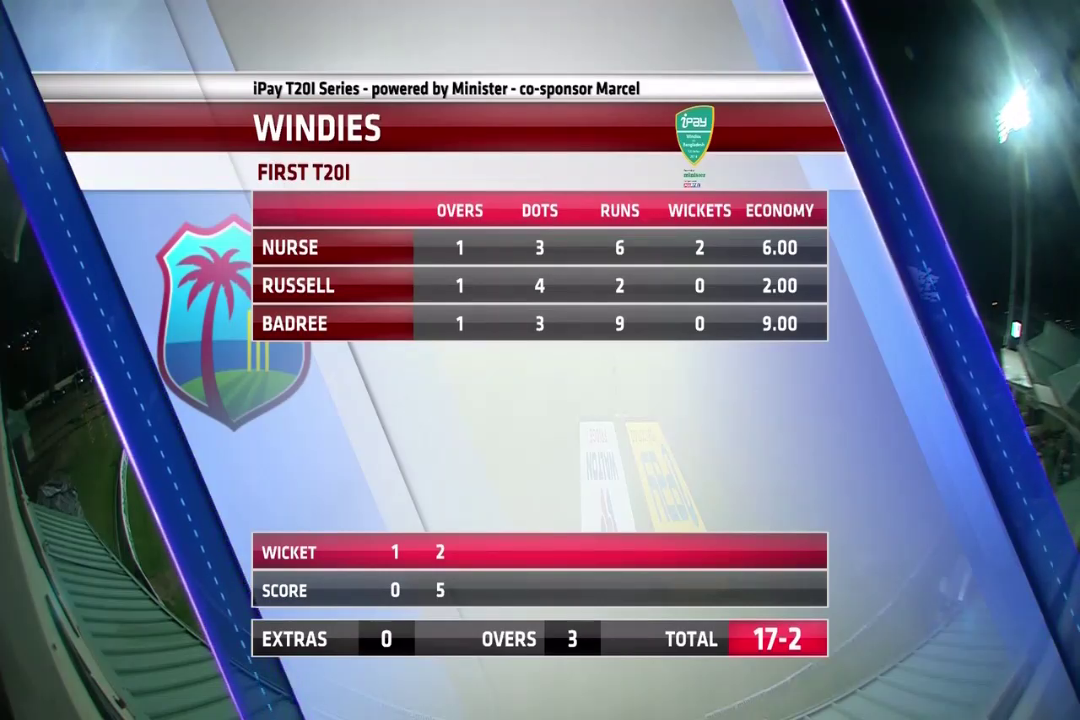 iPay T20I Series - powered by Minister - co-sponsor Marcel
WINDIES
iPay
FIRST T20I
OVERS DOTS RUNS WICKETS ECONOMY
NURSE 1 3 6 2 6.00
RUSSELL 1 4 2 0 2.00
BADREE 1 3 9 0 9.00
WICKET 1 2
SCORE 0 5
EXTRAS 0 OVERS 3 TOTAL 17-2